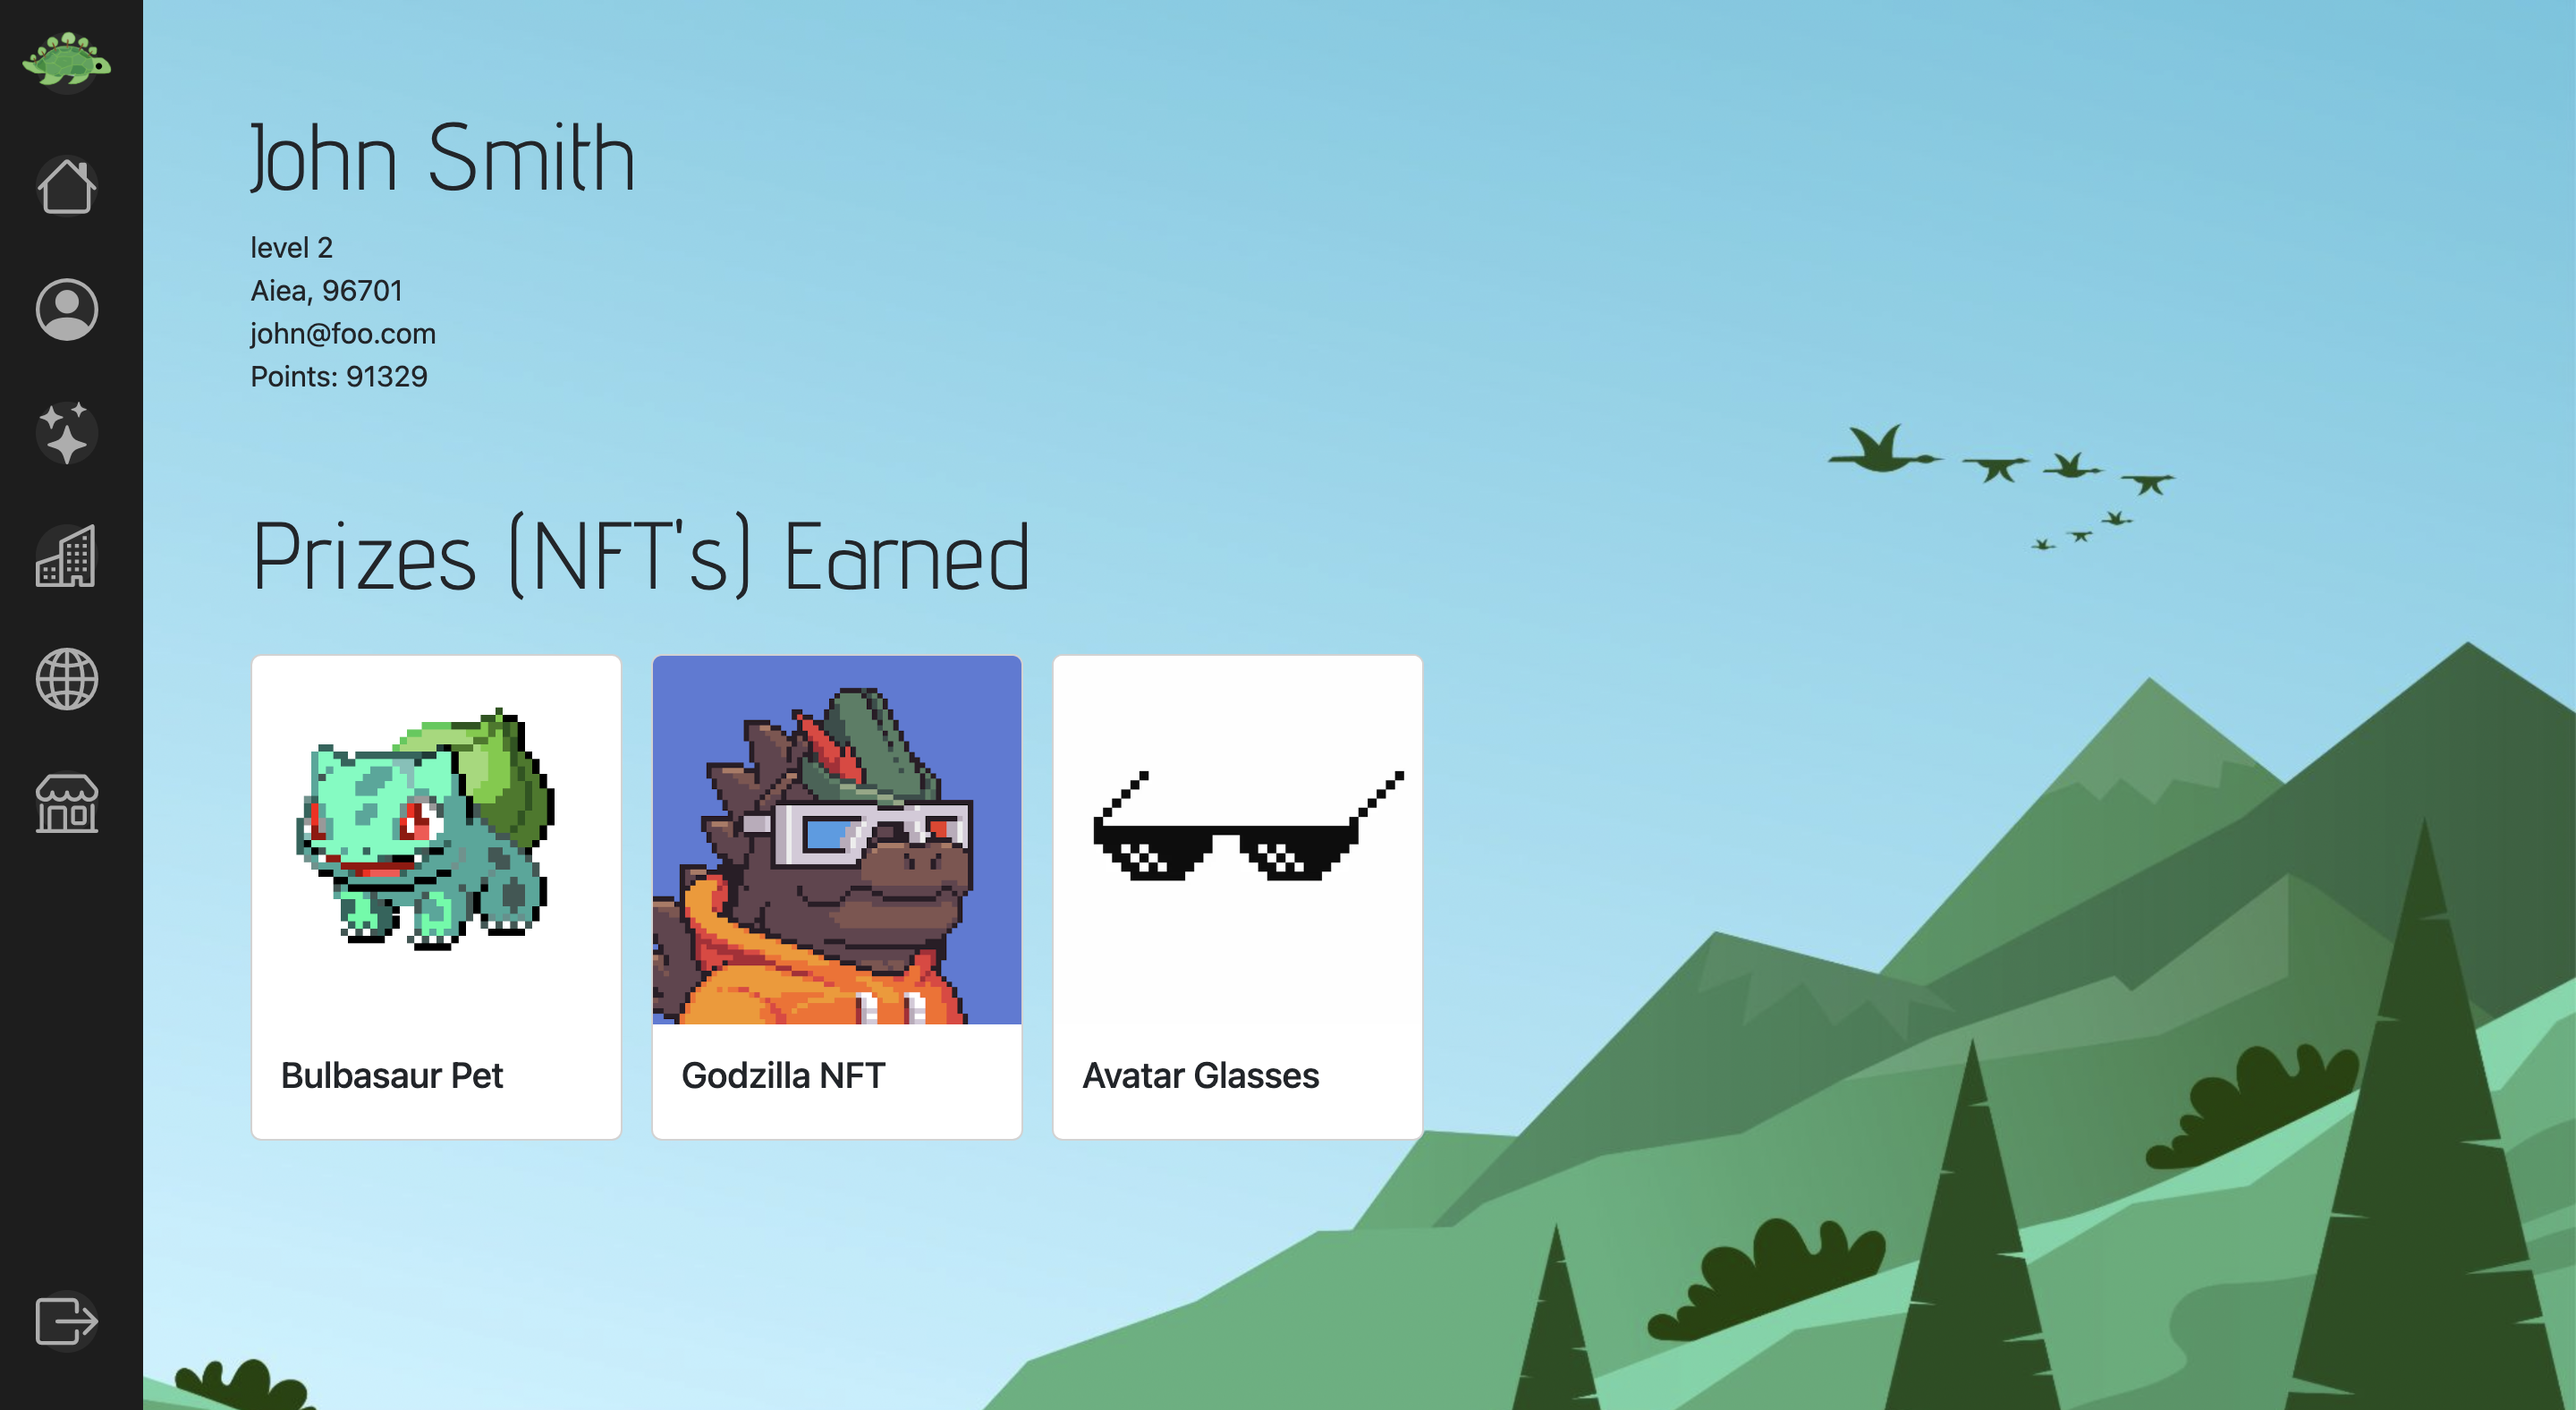 John Smith
level 2
Aiea, 96701
john@foo.com
Points: 91329
Prizes (NFT's) Earned
Bulbasaur Pet
Godzilla NFT
Avatar Glasses